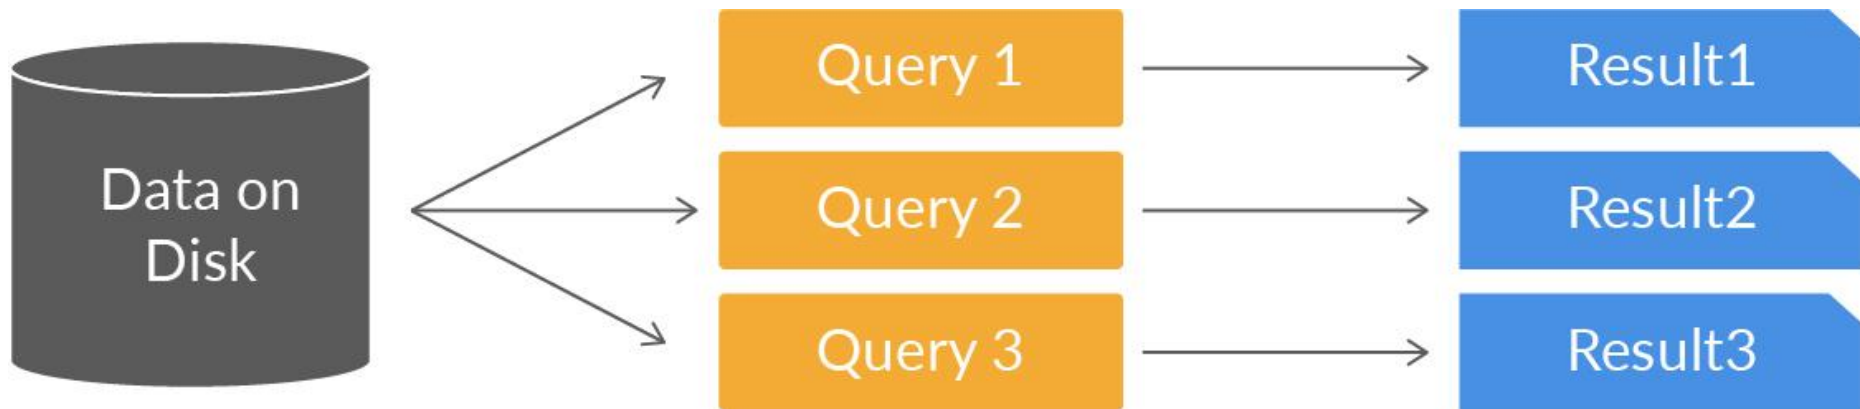 Data on
Disk
Query 1
Result1
Query 2
Result2
Query 3
Result3